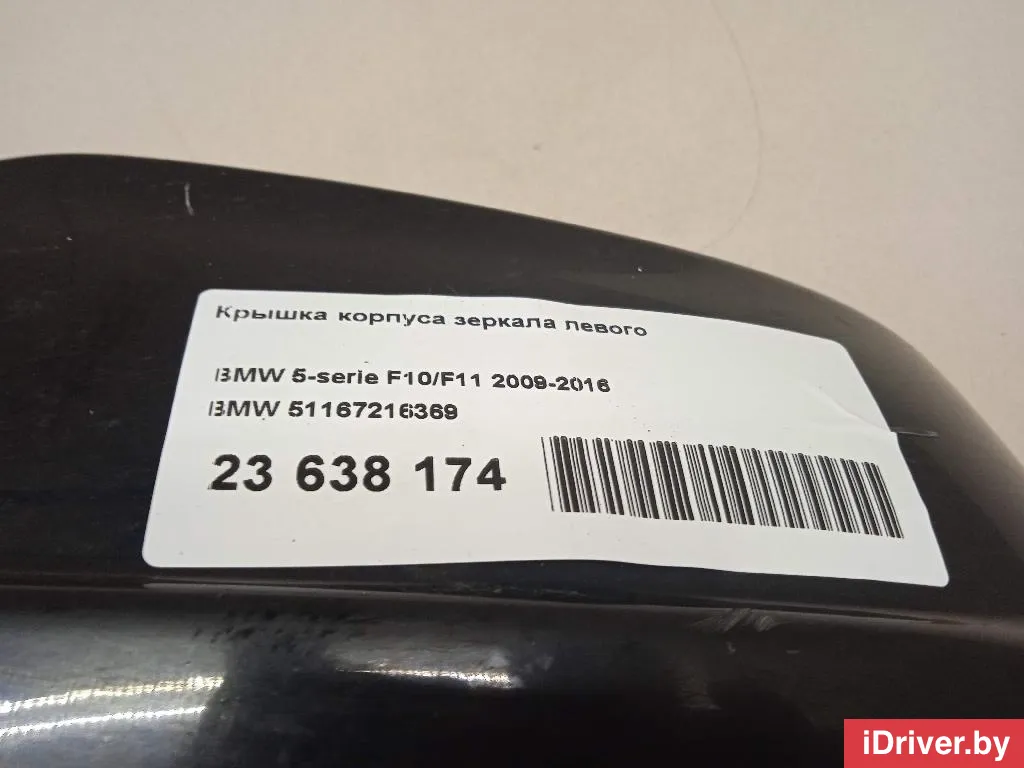 Крышка корпуса зеркала левого
BMW 5-serie F10/F11 2009-2016
BMW 51167216369
23 638 174
iDriver.by